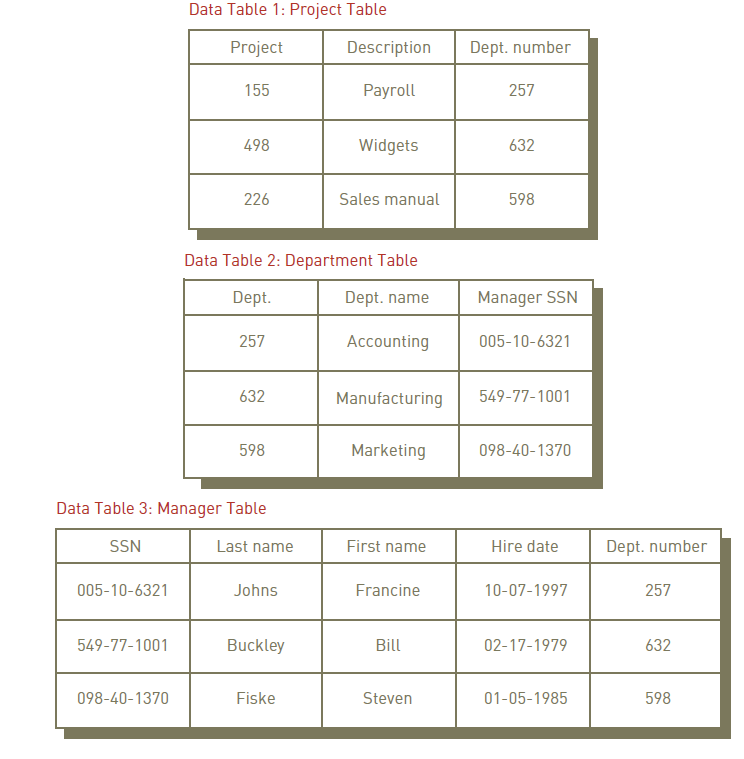 Data Table 1: Project Table
Project Description Dept. number
155 Payroll 257
498 Widgets 632
226 Sales manual 598
Data Table 2: Department Table
Dept. Dept. name Manager SSN
257 Accounting 005-10-6321
632 Manufacturing 549-77-1001
598 Marketing 098-40-1370
Data Table 3: Manager Table
SSN Last name First name Hire date Dept. number
005-10-6321 Johns Francine 10-07-1997 257
549-77-1001 Buckley Bill 02-17-1979 632
098-40-1370 Fiske Steven 01-05-1985 598